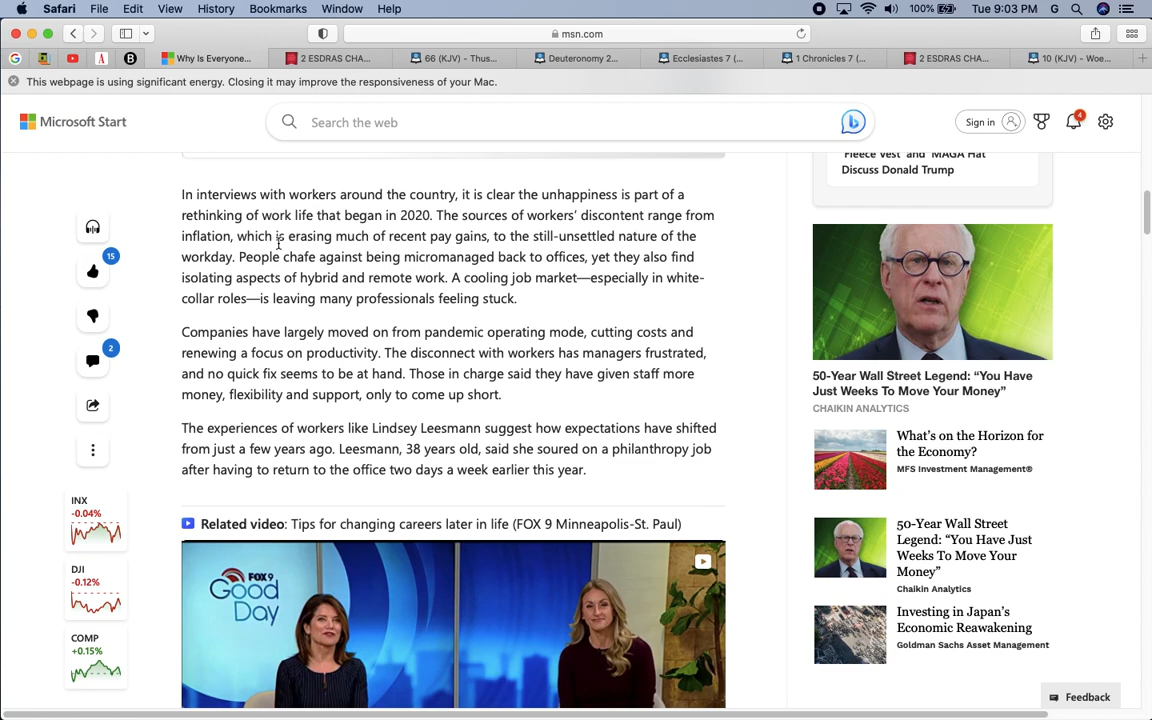 Safari File Edit View History Bookmarks Window Help 100% Tue 9:03 PM G
msn.com
G A B Why Is Everyone... 2 ESDRAS CHA... 66 (KJV) - Thus... Deuteronomy 2... Ecclesiastes 7 (... 1 Chronicles 7 (... 2 ESDRAS CHA... 10 (KJV) - Woe...
This webpage is using significant energy. Closing it may improve the responsiveness of your Mac.
Microsoft Start
Search the web
Sign in
4
"Fleece Vest" and "MAGA Hat"
Discuss Donald Trump
In interviews with workers around the country, it is clear the unhappiness is part of a
rethinking of work life that began in 2020. The sources of workers' discontent range from
inflation, which is erasing much of recent pay gains, to the still-unsettled nature of the
workday. People chafe against being micromanaged back to offices, yet they also find
isolating aspects of hybrid and remote work. A cooling job market—especially in white-
collar roles—is leaving many professionals feeling stuck.
Companies have largely moved on from pandemic operating mode, cutting costs and
renewing a focus on productivity. The disconnect with workers has managers frustrated,
and no quick fix seems to be at hand. Those in charge said they have given staff more
money, flexibility and support, only to come up short.
The experiences of workers like Lindsey Leesmann suggest how expectations have shifted
from just a few years ago. Leesmann, 38 years old, said she soured on a philanthropy job
after having to return to the office two days a week earlier this year.
Related video: Tips for changing careers later in life (FOX 9 Minneapolis-St. Paul)
FOX 9
Good
Day
15
2
INX
-0.04%
DJI
-0.12%
COMP
+0.15%
50-Year Wall Street Legend: “You Have
Just Weeks To Move Your Money”
CHAIKIN ANALYTICS
What’s on the Horizon for
the Economy?
MFS Investment Management®
50-Year Wall Street
Legend: “You Have Just
Weeks To Move Your
Money”
Chaikin Analytics
Investing in Japan’s
Economic Reawakening
Goldman Sachs Asset Management
Feedback